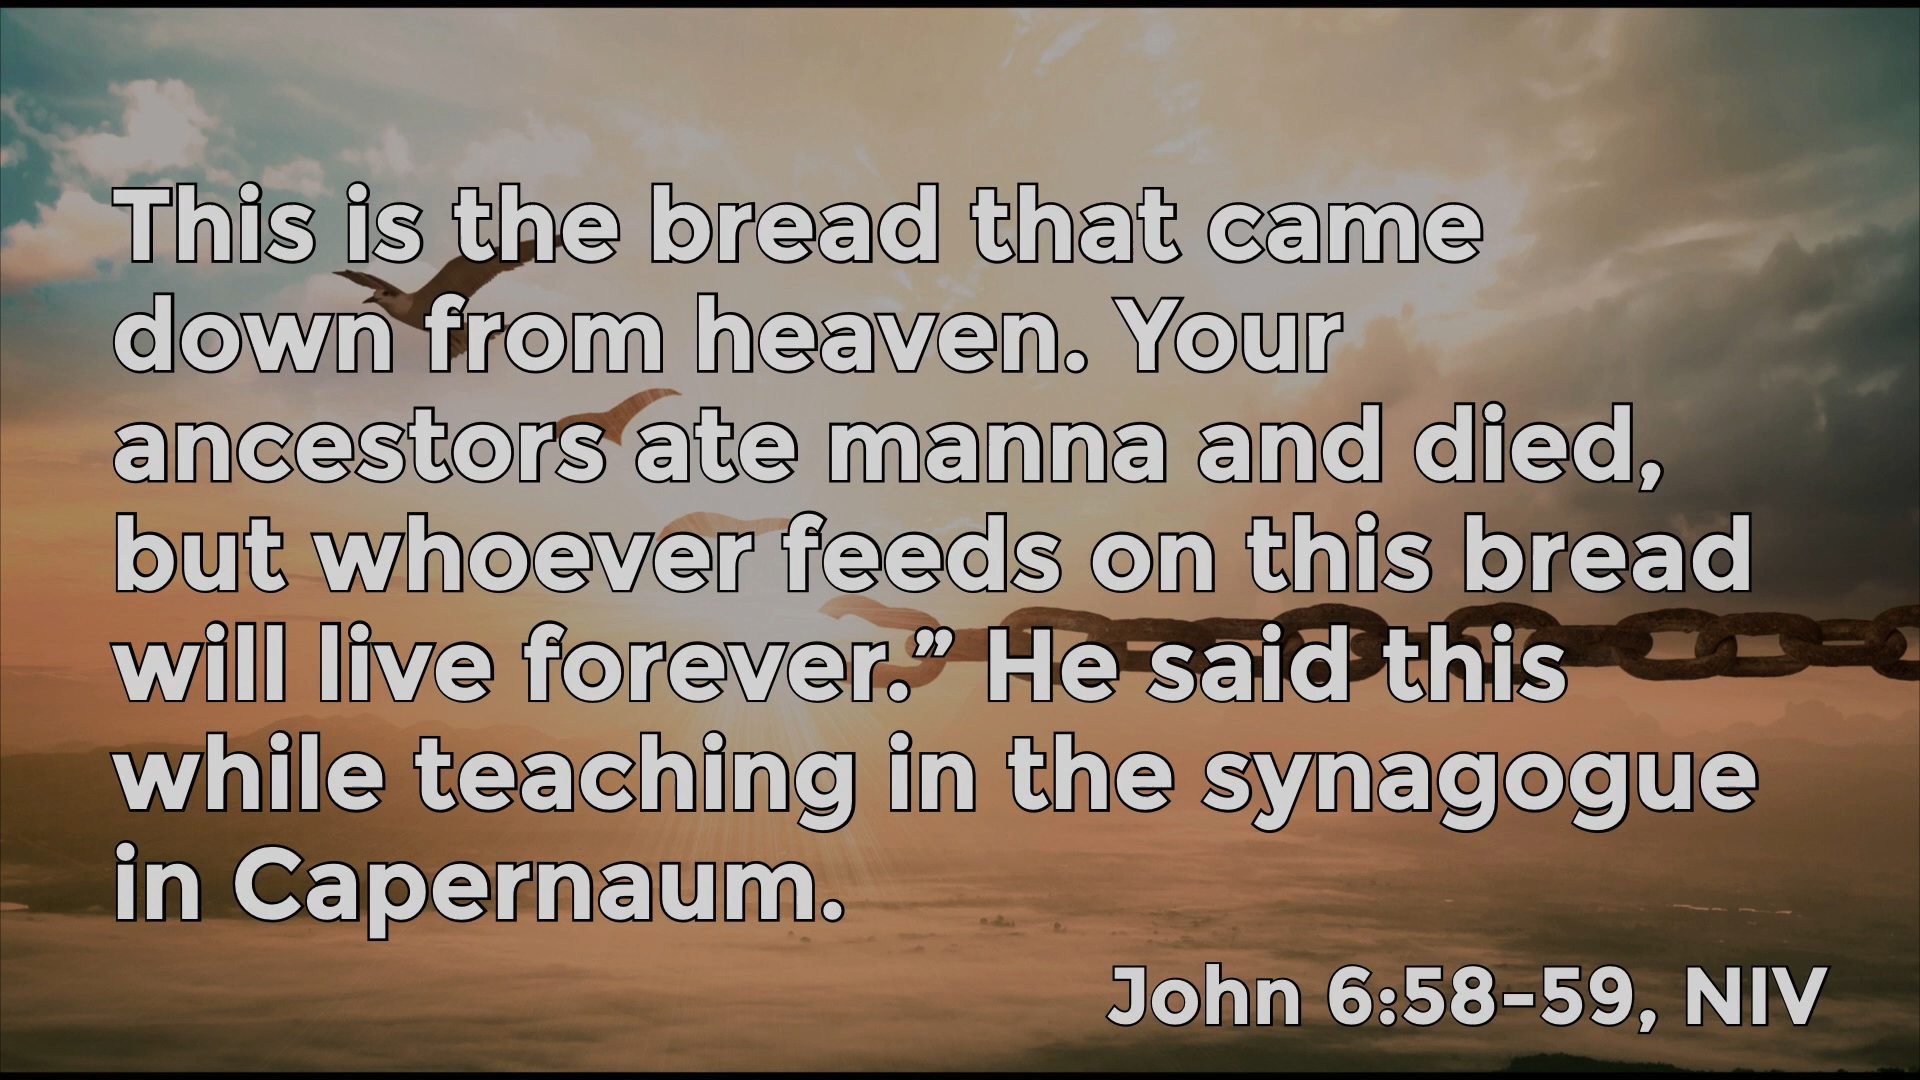 This is the bread that came
down from heaven. Your
ancestors ate manna and died,
but whoever feeds on this bread
will live forever.” He said this
while teaching in the synagogue
in Capernaum.
John 6:58-59, NIV